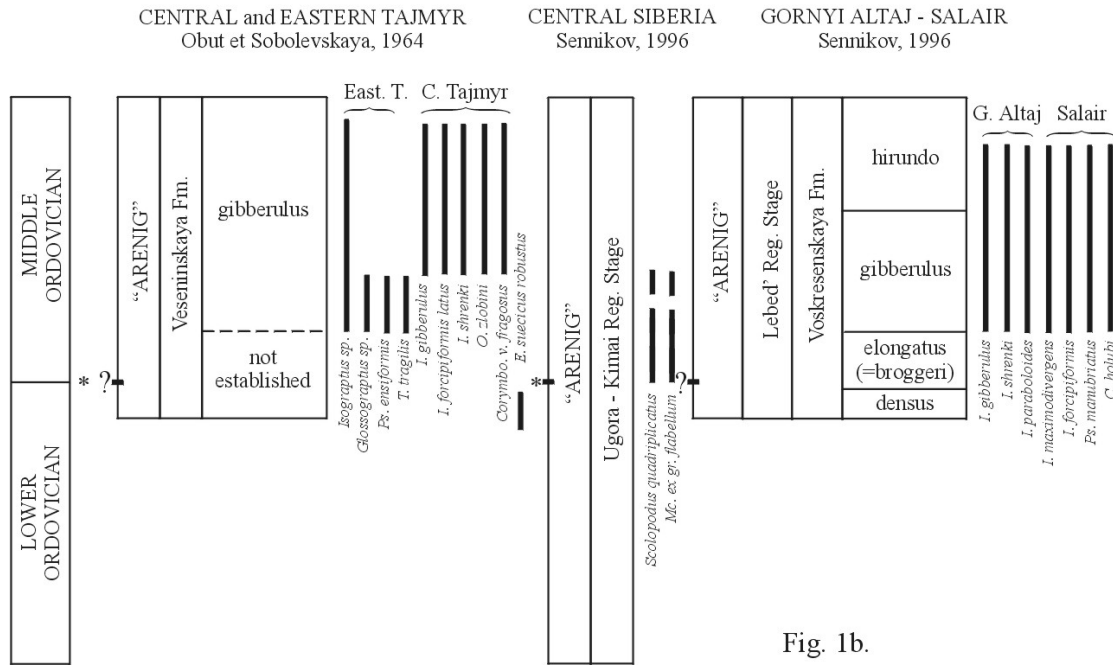 CENTRAL and EASTERN TAJMYR
Obut et Sobolevskaya, 1964
CENTRAL SIBERIA
Sennikov, 1996
GORNYI ALTAJ - SALAIR
Sennikov, 1996
MIDDLE
ORDOVICIAN
LOWER
ORDOVICIAN
* ?
"ARENIG"
Veseninskaya Fm.
gibberulus
not
established
East. T.
C. Tajmyr
Isograptus sp.
Glossograptus sp.
Ps. ensiformis
T. tragilis
I. gibberulus
I. forcipiformis latus
I. shrenki
O. zlobini
Corymbo. v. fragosus
E. suecicus robustus
*
"ARENIG"
Ugora - Kimai Reg. Stage
Scolopodus quadriplicatus
Mc. ex gr. flabellum
?
"ARENIG"
Lebed' Reg. Stage
Voskresenskaya Fm.
hirundo
gibberulus
elongatus
(=broggeri)
densus
G. Altaj
Salair
I. gibberulus
I. shrenki
I. paraboloides
I. maximodivergens
I. forcipiformis
Ps. manubriatus
C. holubi
Fig. 1b.